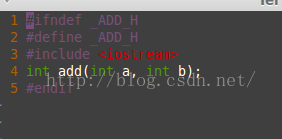 1 #ifndef _ADD_H
2 #define _ADD_H
3 #include <iostream>
4 int add(int a, int b);
5 #endif
http://blog.csdn.net/